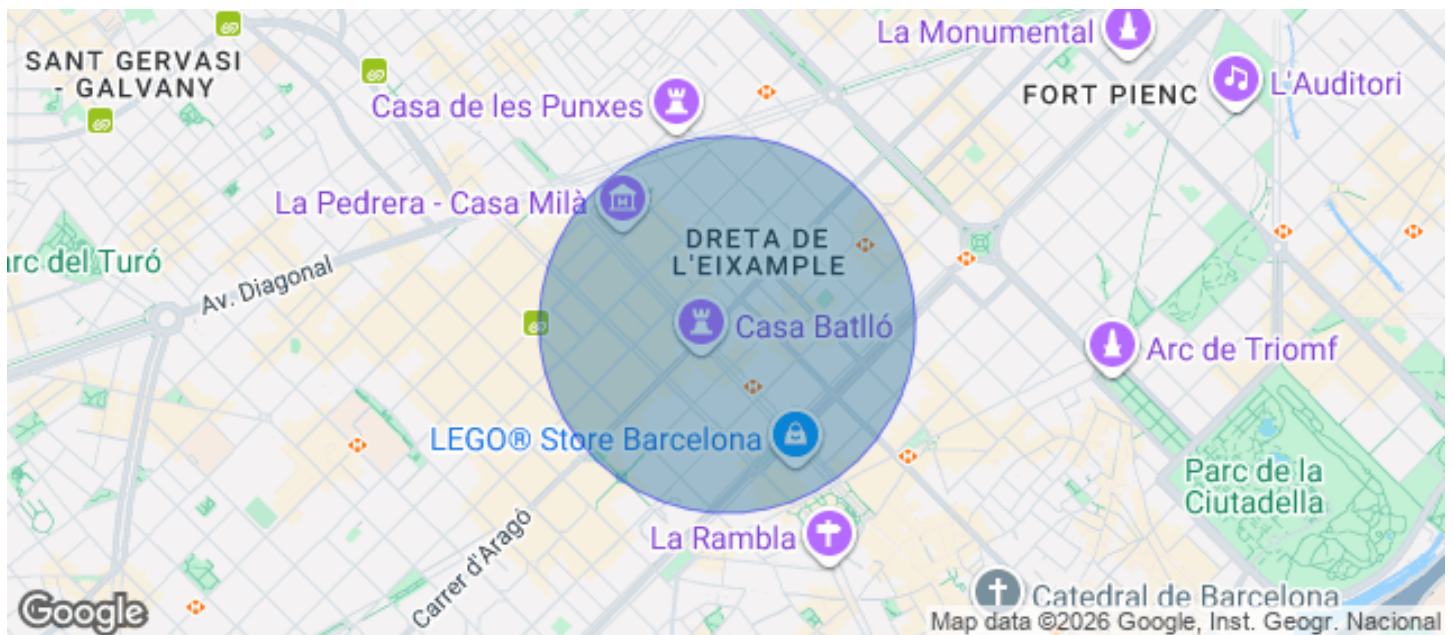 La Monumental
SANT GERVASI
- GALVANY
L'Auditori
FORT PIENC
Casa de les Punxes
La Pedrera - Casa Milà
DRETA DE
L'EIXAMPLE
rc del Turó
Av. Diagonal
Casa Batlló
Arc de Triomf
LEGO® Store Barcelona
Parc de la
Ciutadella
La Rambla
Carrer d'Aragó
Catedral de Barcelona
Google
Map data ©2026 Google, Inst. Geogr. Nacional